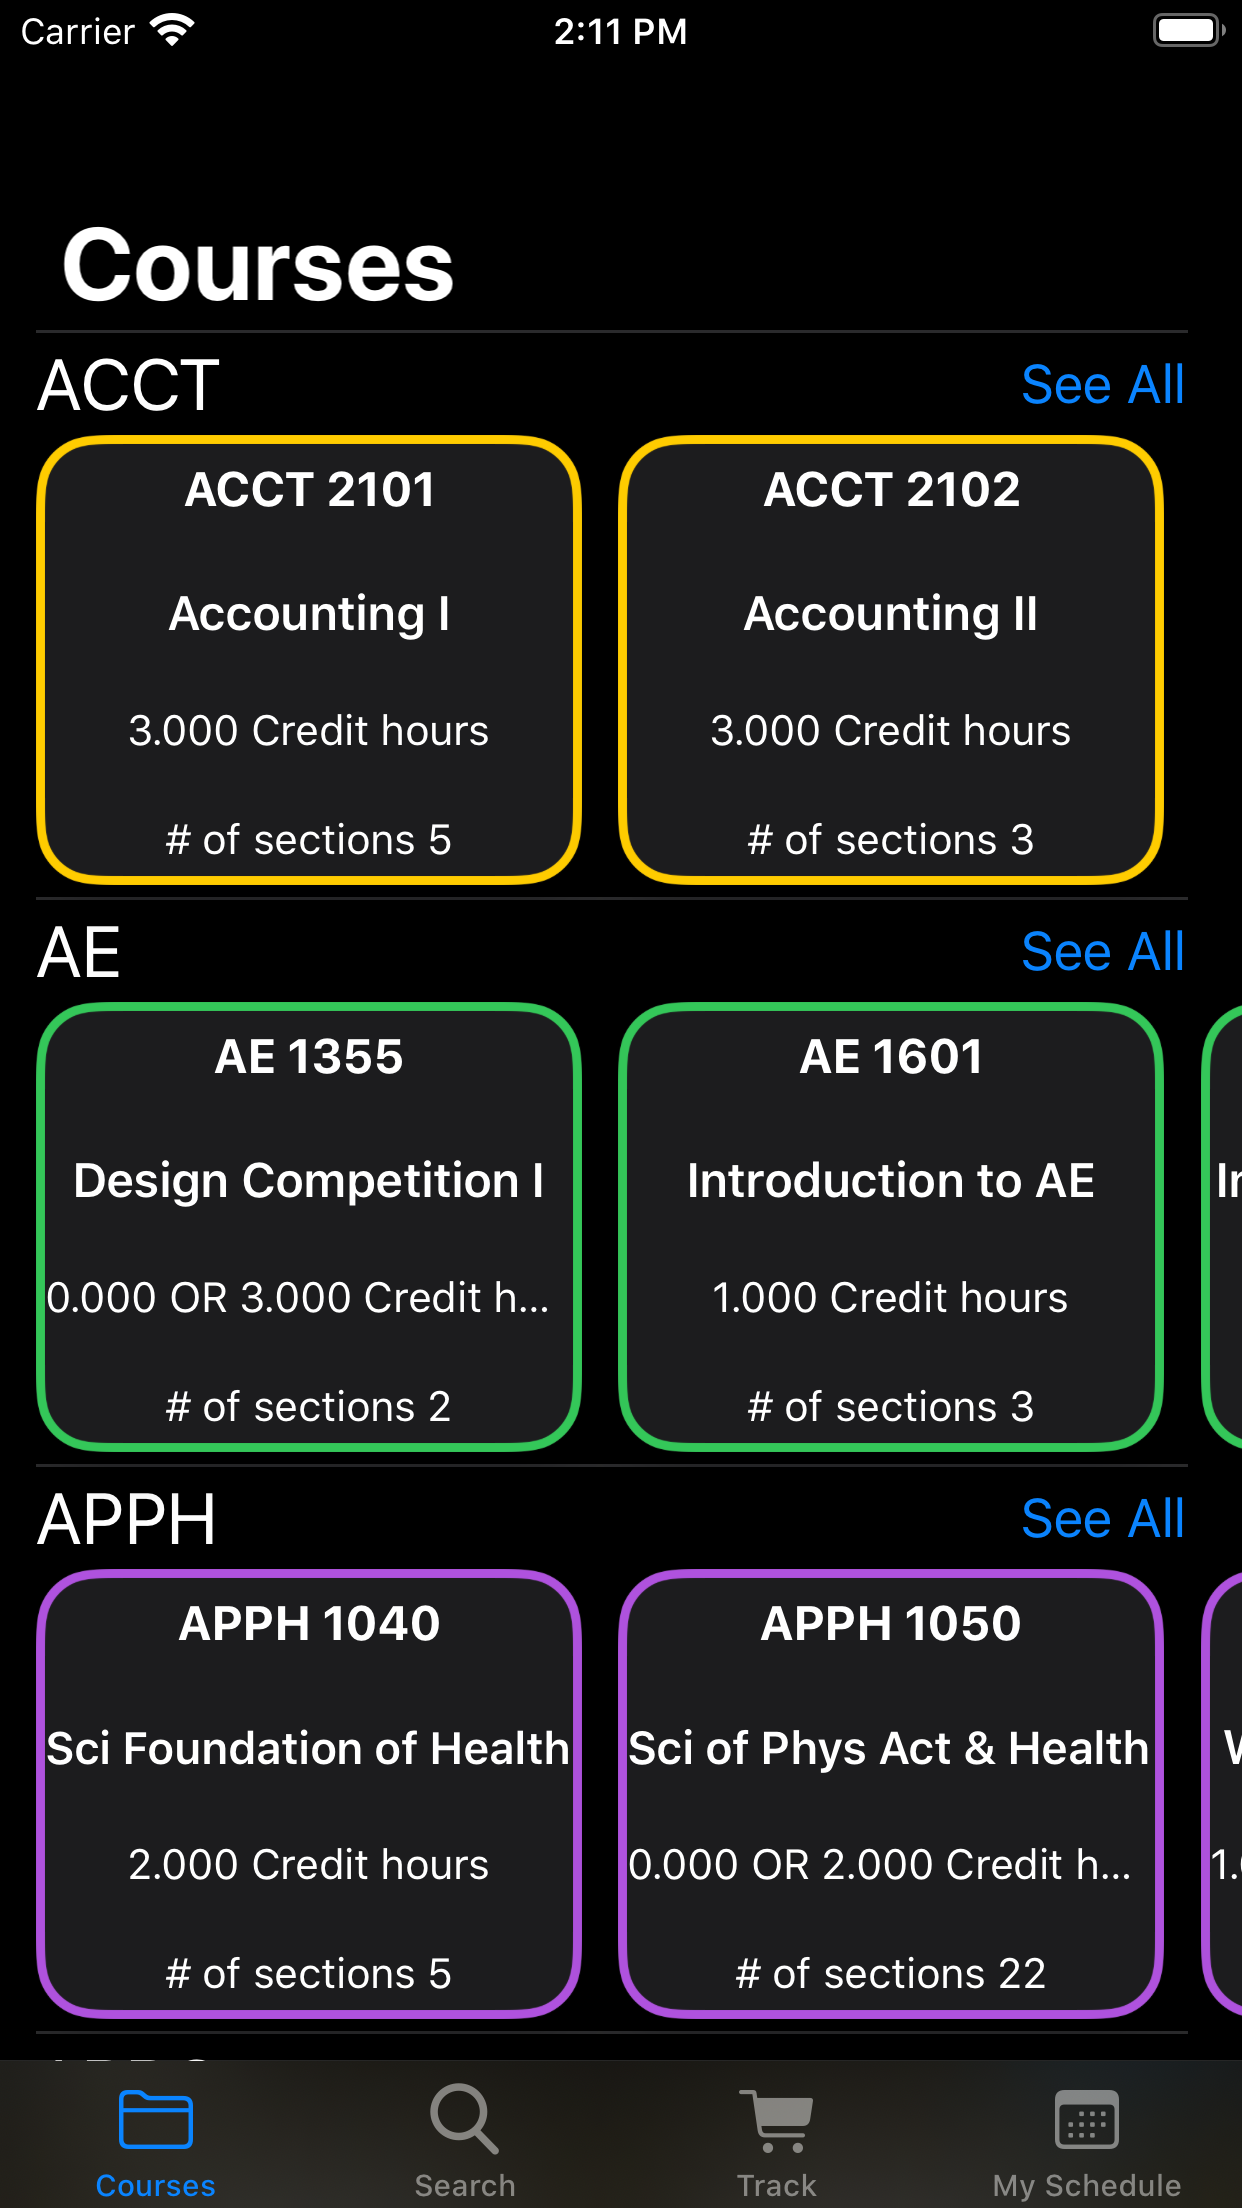 Carrier 2:11 PM
Courses
ACCT See All
ACCT 2101 ACCT 2102
Accounting I Accounting II
3.000 Credit hours 3.000 Credit hours
# of sections 5 # of sections 3
AE See All
AE 1355 AE 1601
Design Competition I Introduction to AE
0.000 OR 3.000 Credit h... 1.000 Credit hours
# of sections 2 # of sections 3
APPH See All
APPH 1040 APPH 1050
Sci Foundation of Health Sci of Phys Act & Health
2.000 Credit hours 0.000 OR 2.000 Credit h...
# of sections 5 # of sections 22
Courses Search Track My Schedule